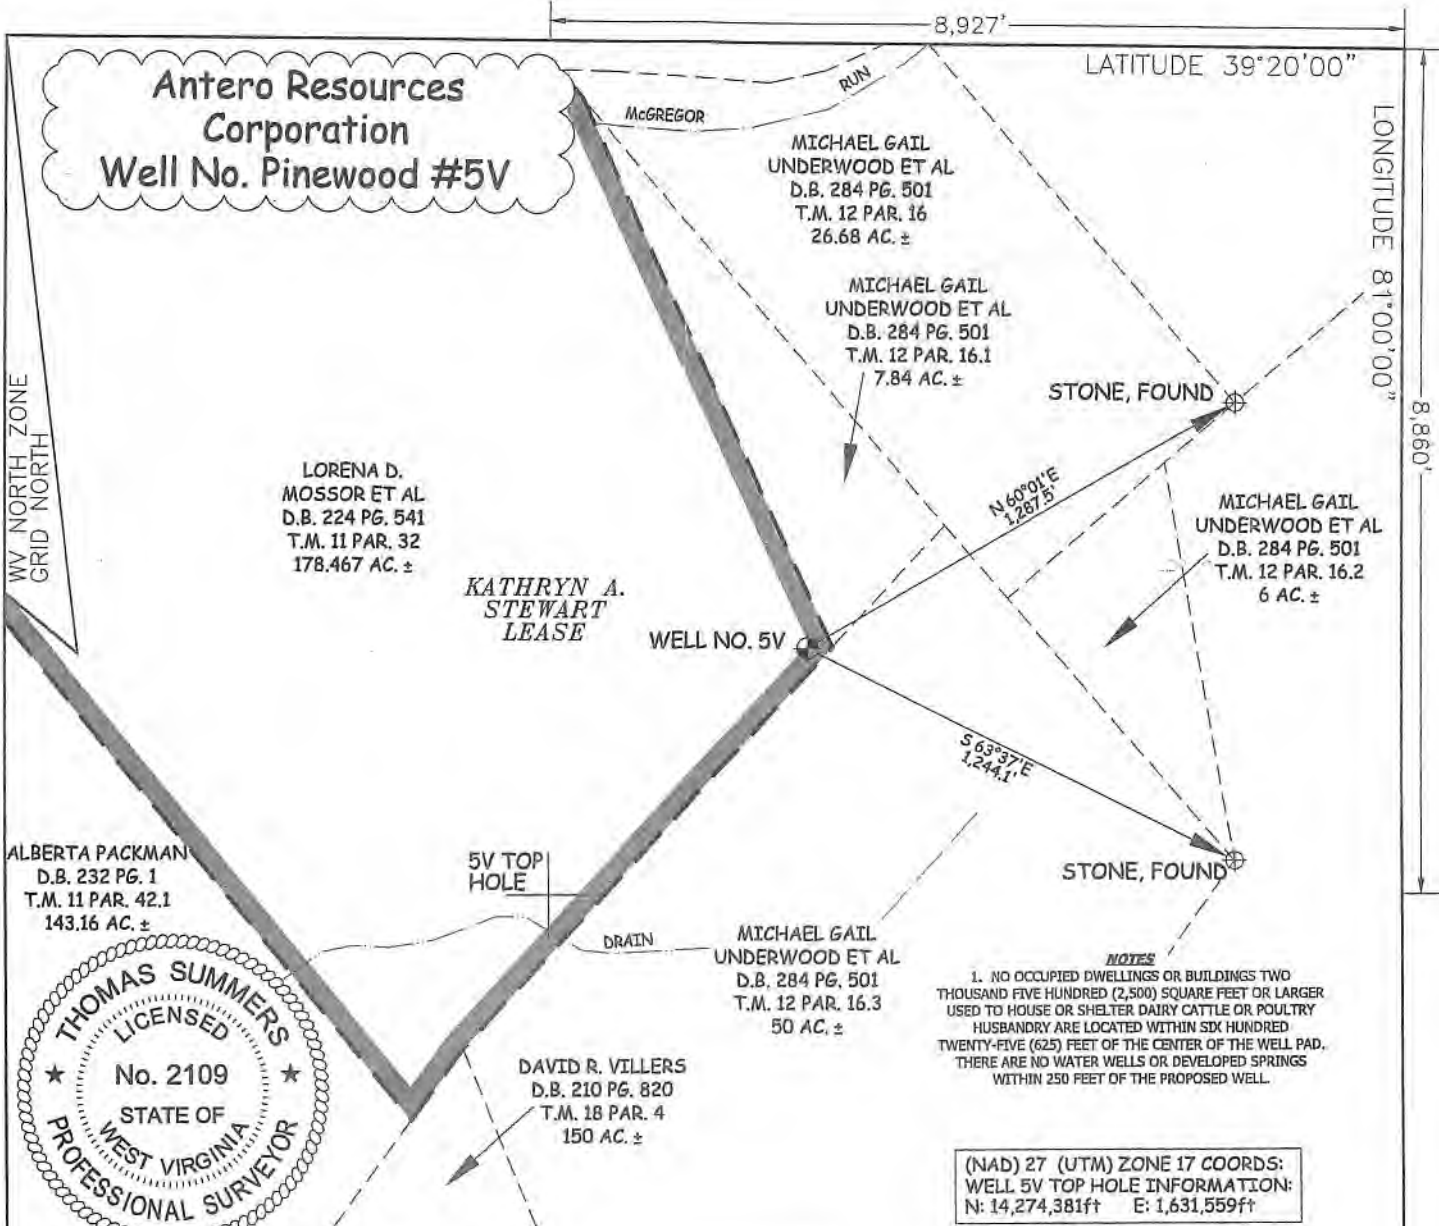 8,927'
LATITUDE 39°20'00"
LONGITUDE 81°00'00"
8,860'
Antero Resources
Corporation
Well No. Pinewood #5V
McGREGOR
RUN
MICHAEL GAIL
UNDERWOOD ET AL
D.B. 284 PG. 501
T.M. 12 PAR. 16
26.68 AC. ±
MICHAEL GAIL
UNDERWOOD ET AL
D.B. 284 PG. 501
T.M. 12 PAR. 16.1
7.84 AC. ±
STONE, FOUND
WV NORTH ZONE
GRID NORTH
LORENA D.
MOSSOR ET AL
D.B. 224 PG. 541
T.M. 11 PAR. 32
178.467 AC. ±
KATHRYN A.
STEWART
LEASE
N 60°01'E
1,287.5'
MICHAEL GAIL
UNDERWOOD ET AL
D.B. 284 PG. 501
T.M. 12 PAR. 16.2
6 AC. ±
WELL NO. 5V
S 63°37'E
1,244.1'
STONE, FOUND
ALBERTA PACKMAN
D.B. 232 PG. 1
T.M. 11 PAR. 42.1
143.16 AC. ±
5V TOP
HOLE
DRAIN
MICHAEL GAIL
UNDERWOOD ET AL
D.B. 284 PG. 501
T.M. 12 PAR. 16.3
50 AC. ±
NOTES
1. NO OCCUPIED DWELLINGS OR BUILDINGS TWO
THOUSAND FIVE HUNDRED (2,500) SQUARE FEET OR LARGER
USED TO HOUSE OR SHELTER DAIRY CATTLE OR POULTRY
HUSBANDRY ARE LOCATED WITHIN SIX HUNDRED
TWENTY-FIVE (625) FEET OF THE CENTER OF THE WELL PAD.
THERE ARE NO WATER WELLS OR DEVELOPED SPRINGS
WITHIN 250 FEET OF THE PROPOSED WELL.
THOMAS SUMMERS
LICENSED
No. 2109
STATE OF
WEST VIRGINIA
PROFESSIONAL SURVEYOR
DAVID R. VILLERS
D.B. 210 PG. 820
T.M. 18 PAR. 4
150 AC. ±
(NAD) 27 (UTM) ZONE 17 COORDS:
WELL 5V TOP HOLE INFORMATION:
N: 14,274,381ft E: 1,631,559ft